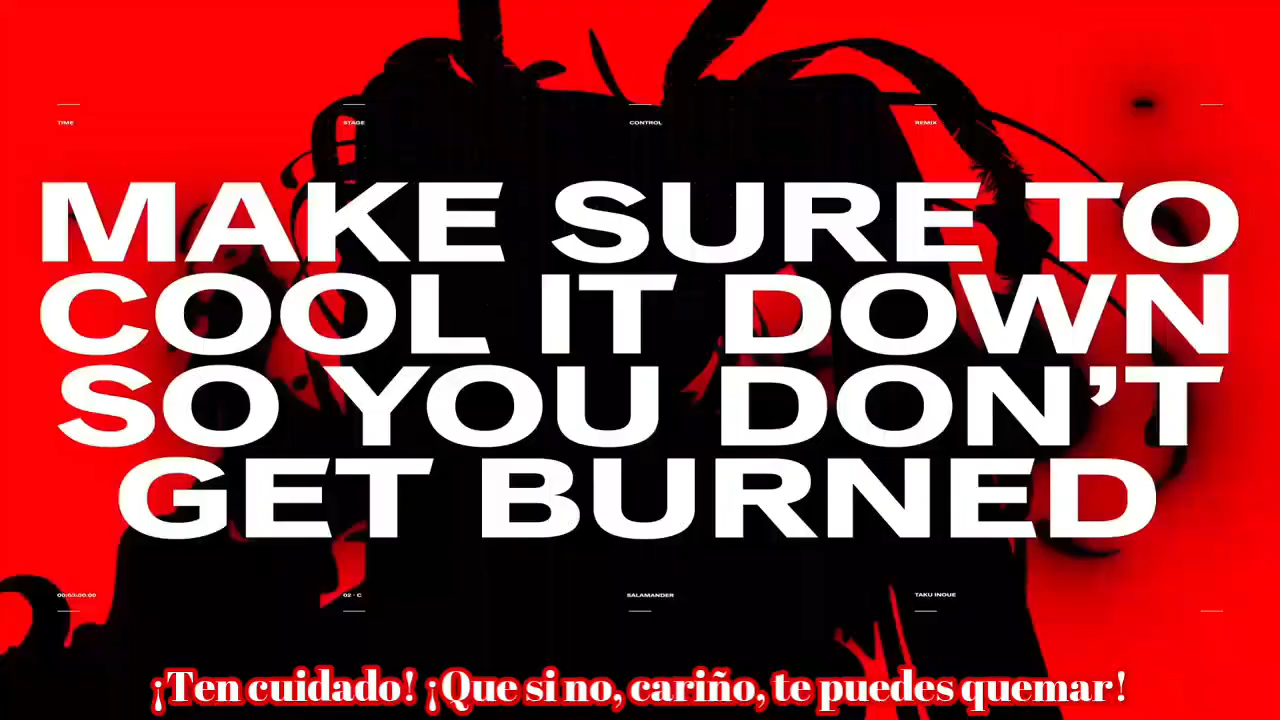 TIME
STAGE
CONTROL
REMIX
MAKE SURE TO
COOL IT DOWN
SO YOU DON'T
GET BURNED
02 - C
SALAMANDER
TAKU INOUE
¡Ten cuidado! ¡Que si no, cariño, te puedes quemar!